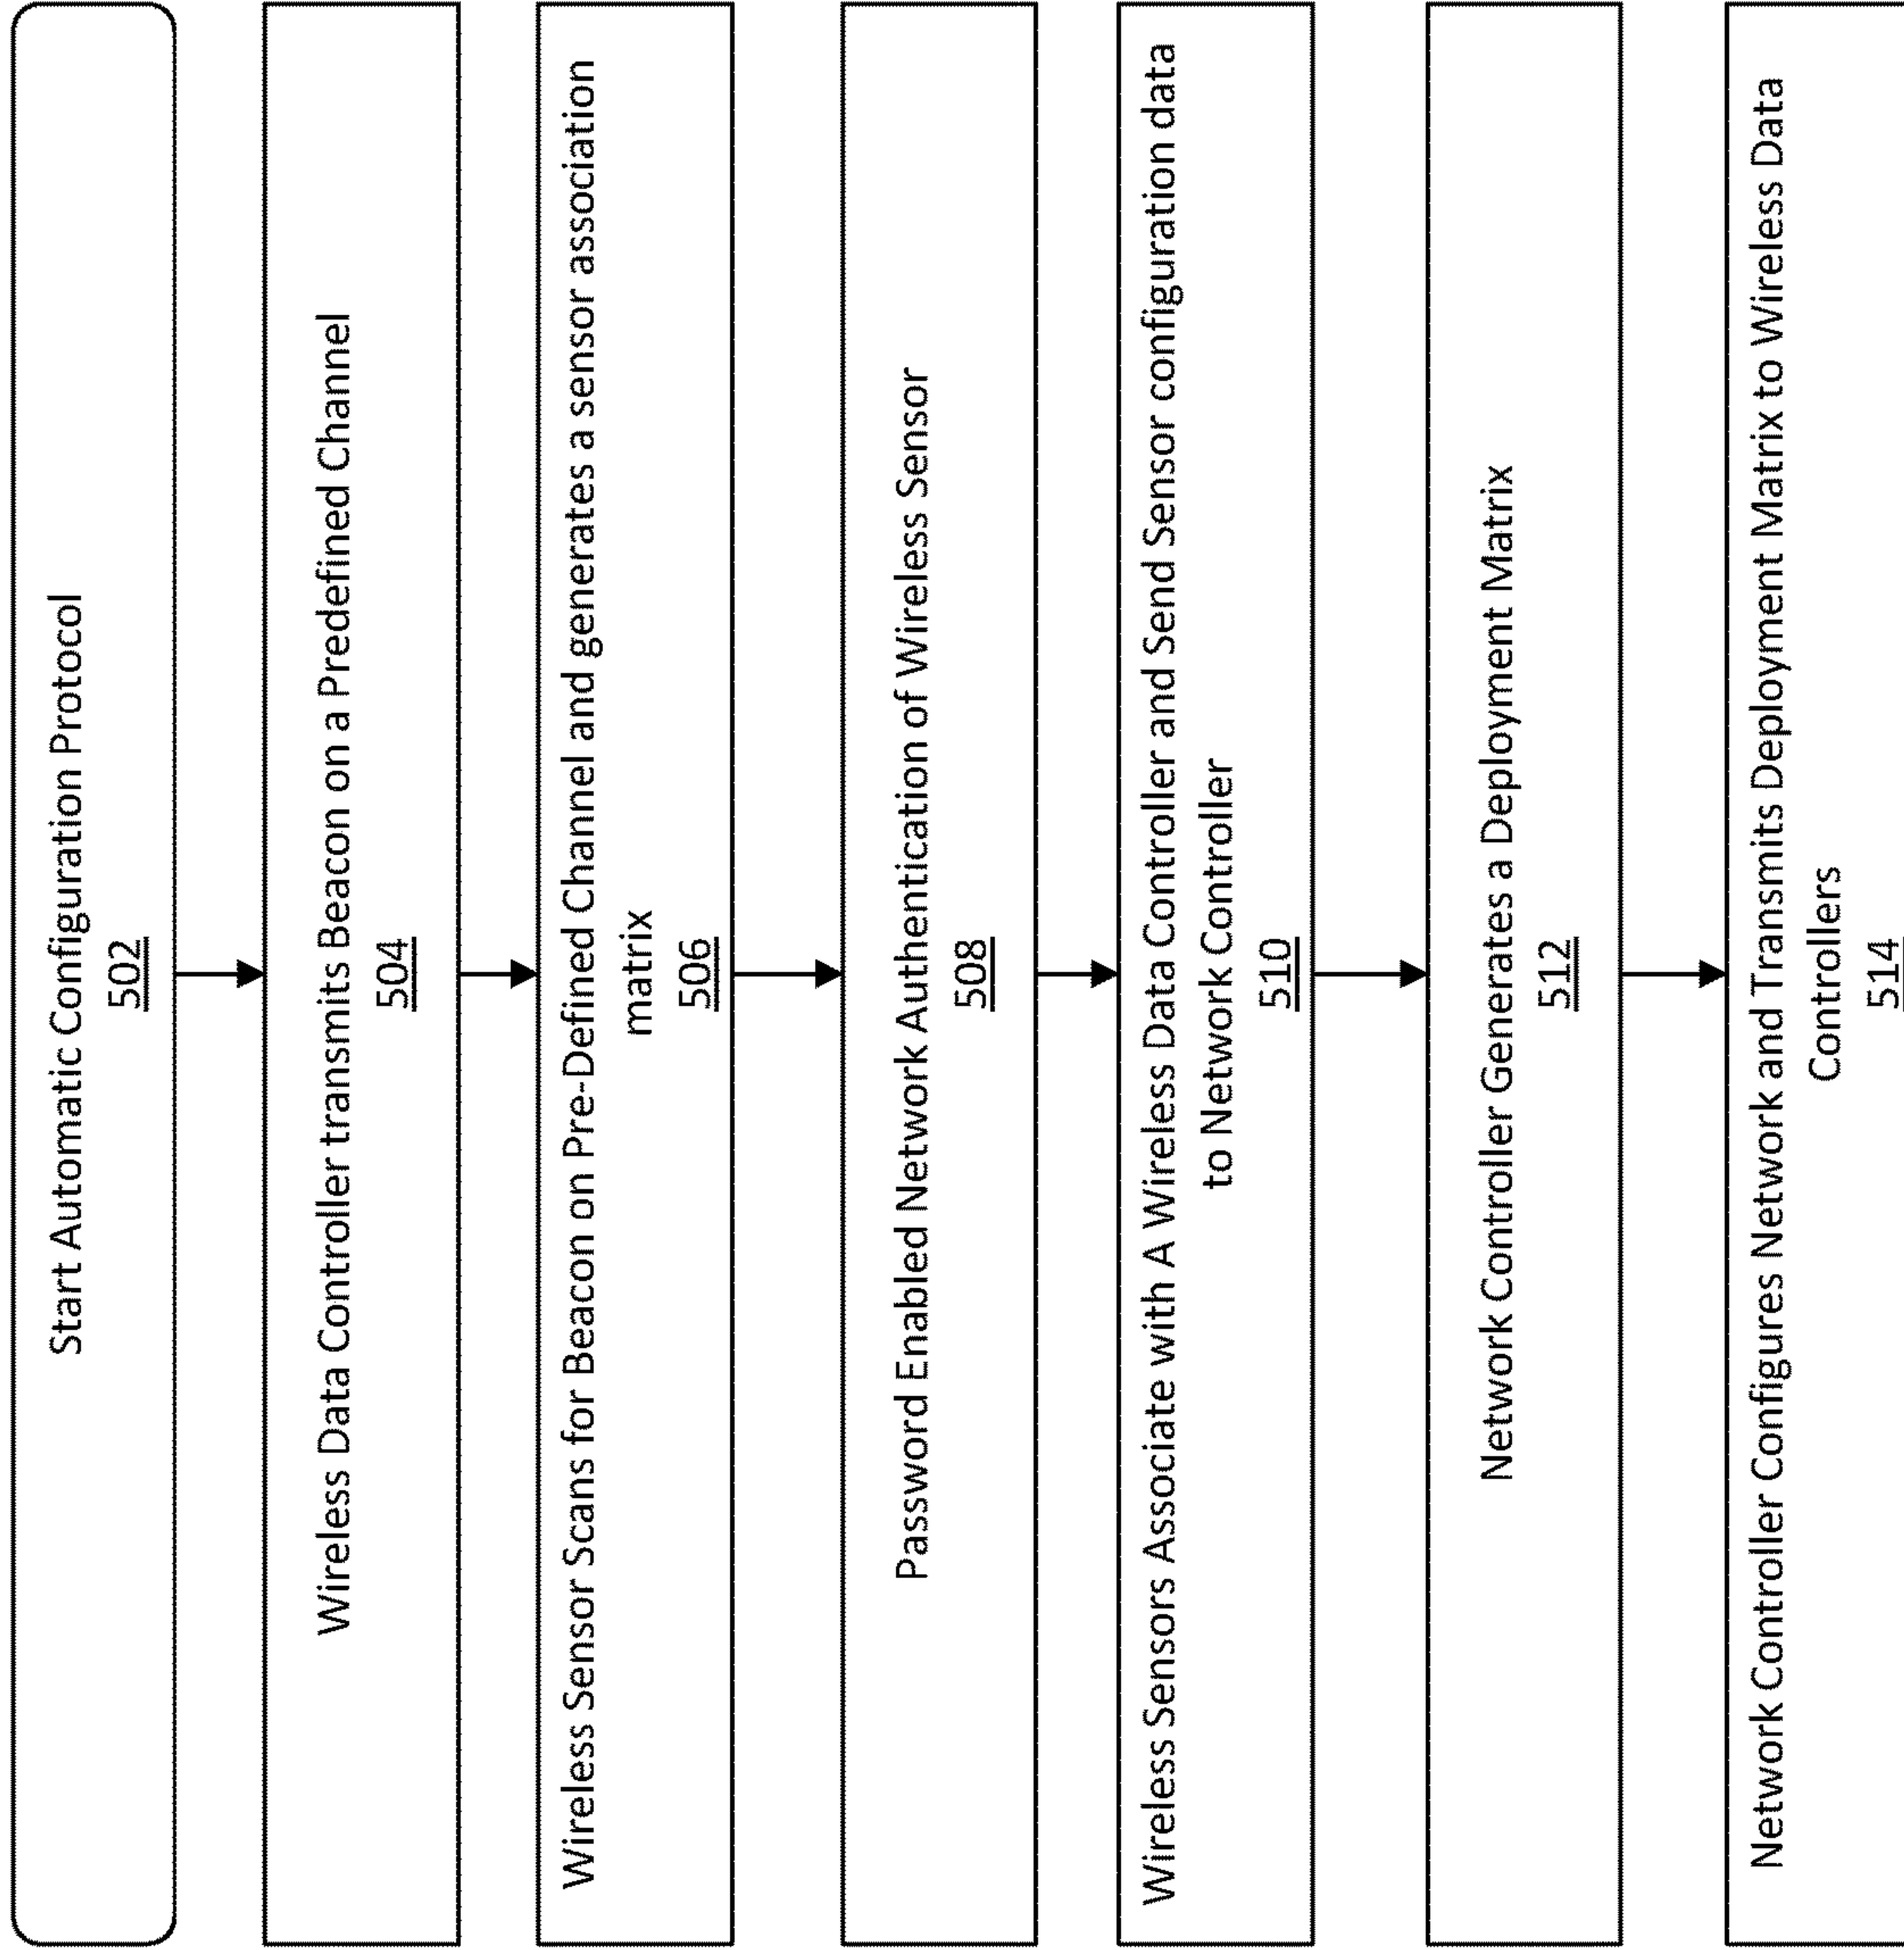 Start Automatic Configuration Protocol
502
Wireless Data Controller transmits Beacon on a Predefined Channel
504
Wireless Sensor Scans for Beacon on Pre-Defined Channel and generates a sensor association
matrix
506
Password Enabled Network Authentication of Wireless Sensor
508
Wireless Sensors Associate with A Wireless Data Controller and Send Sensor configuration data
to Network Controller
510
Network Controller Generates a Deployment Matrix
512
Network Controller Configures Network and Transmits Deployment Matrix to Wireless Data
Controllers
514